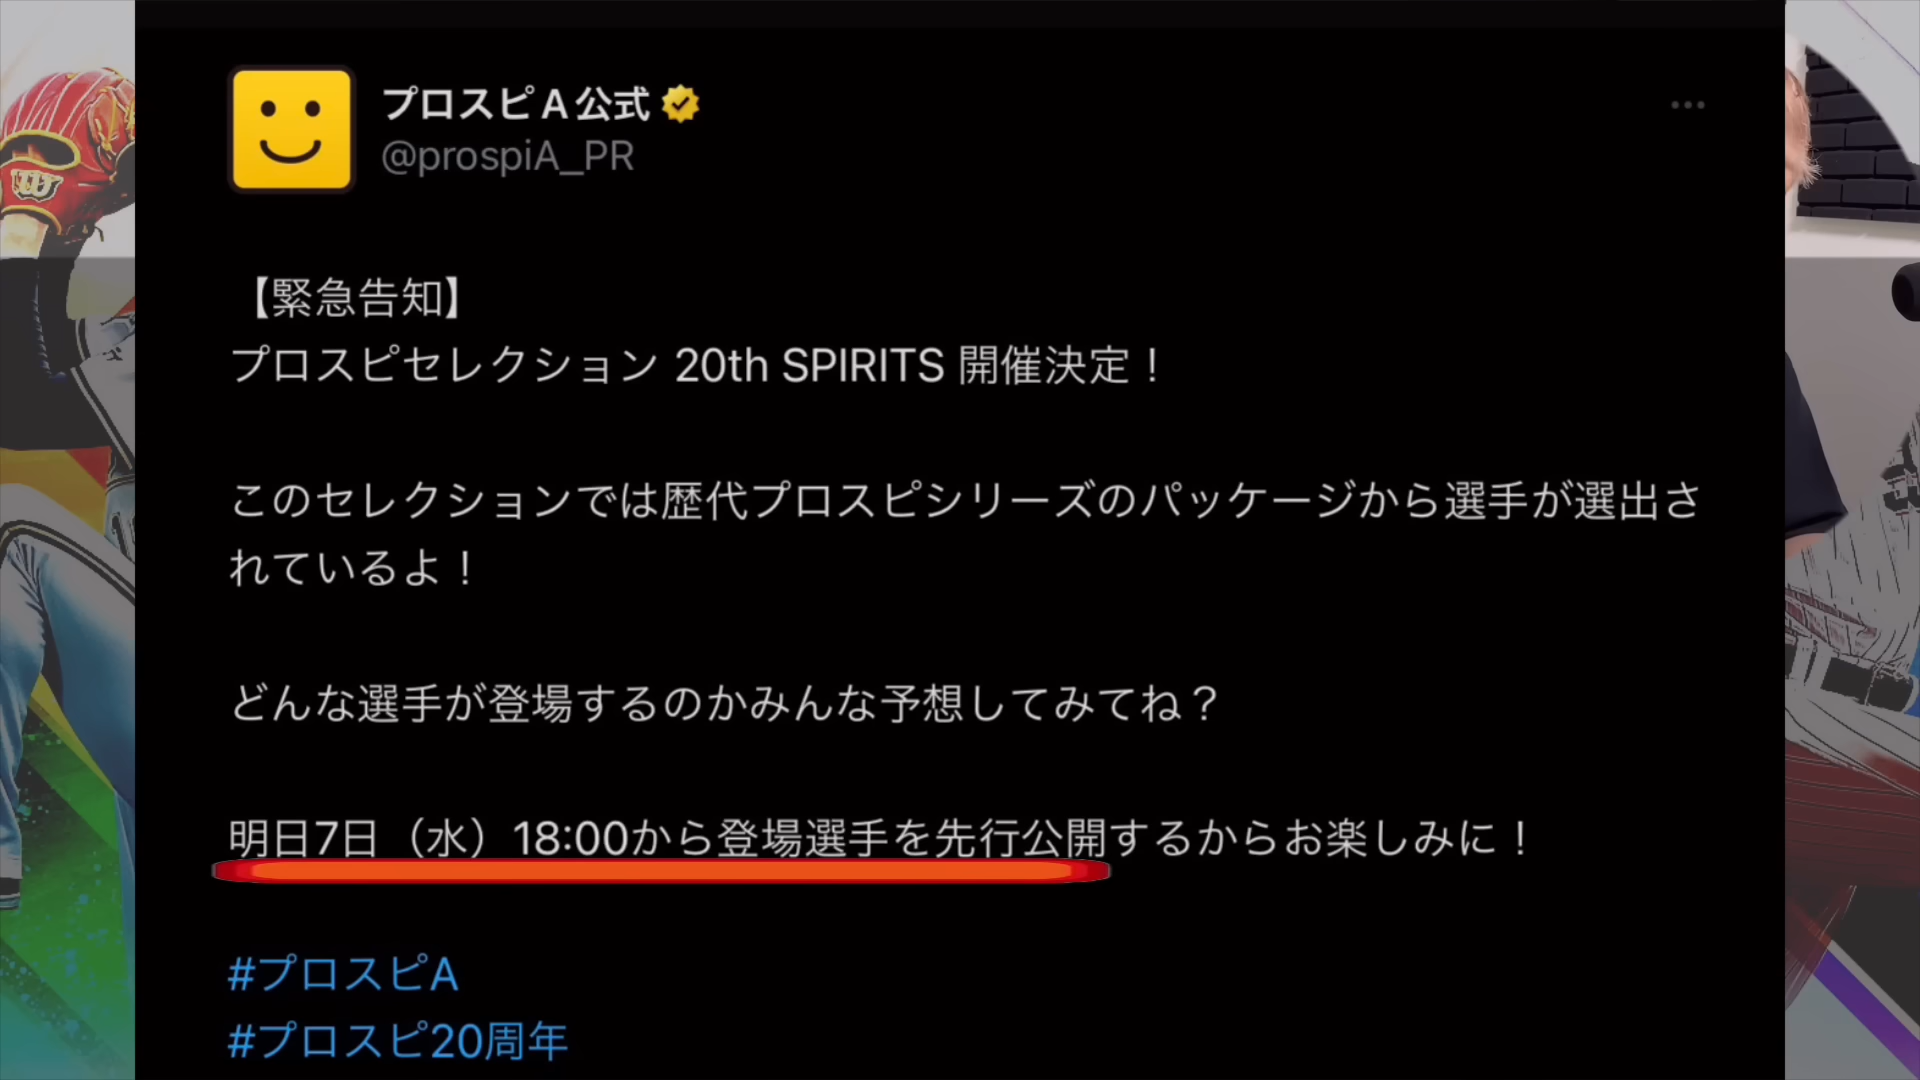 プロスピA公式
@prospiA_PR
【緊急告知】
プロスピセレクション 20th SPIRITS 開催決定！
このセレクションでは歴代プロスピシリーズのパッケージから選手が選出さ
れているよ！
どんな選手が登場するのかみんな予想してみてね？
明日7日（水）18:00から登場選手を先行公開するからお楽しみに！
#プロスピA
#プロスピ20周年